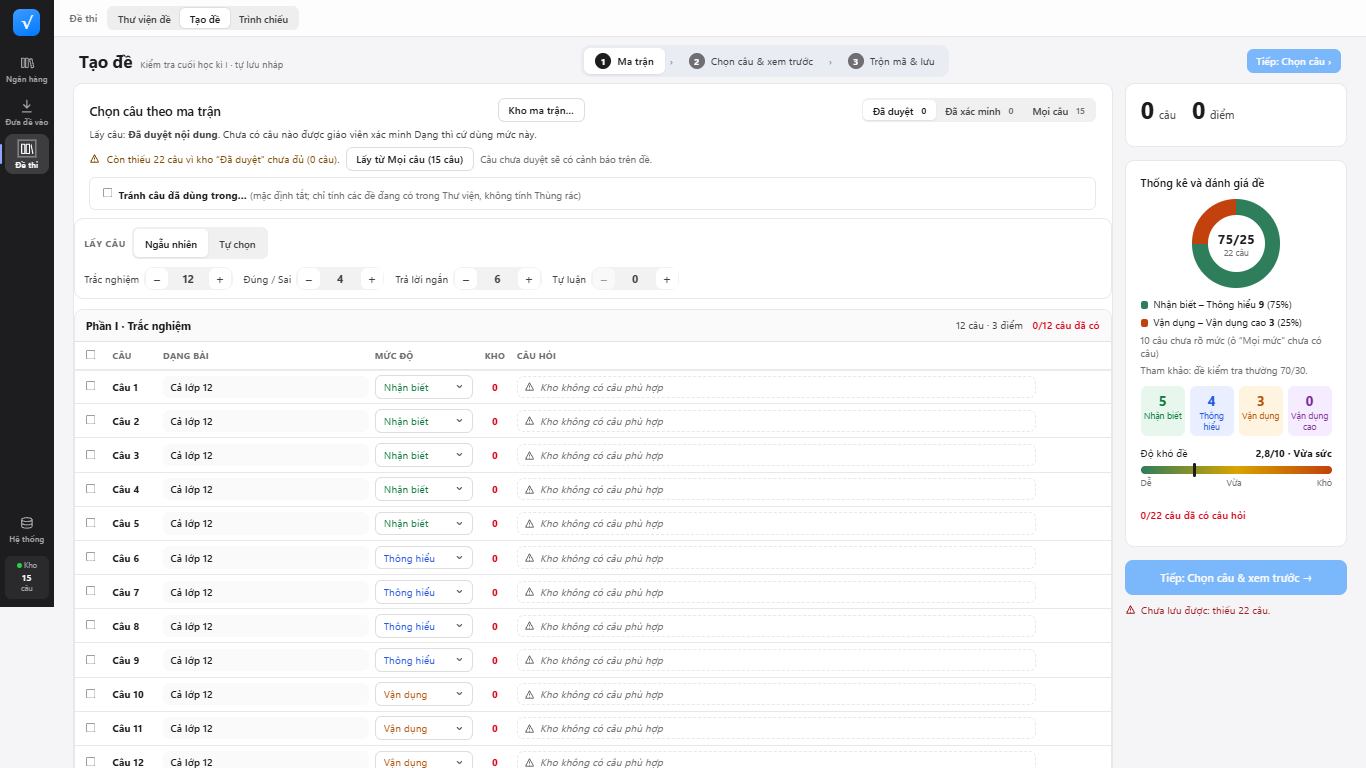 √
Ngân hàng
Đưa đề vào
Đề thi
Hệ thống
Kho
15
câu
Đề thi
Thư viện đề
Tạo đề
Trình chiếu
Tạo đề
Kiểm tra cuối học kì I · tự lưu nháp
1 Ma trận › 2 Chọn câu & xem trước › 3 Trộn mã & lưu
Tiếp: Chọn câu ›
Chọn câu theo ma trận
Kho ma trận...
Đã duyệt 0 Đã xác minh 0 Mọi câu 15
Lấy câu: Đã duyệt nội dung. Chưa có câu nào được giáo viên xác minh Dạng thì cứ dùng mức này.
⚠ Còn thiếu 22 câu vì kho “Đã duyệt” chưa đủ (0 câu). Lấy từ Mọi câu (15 câu) Câu chưa duyệt sẽ có cảnh báo trên đề.
Tránh câu đã dùng trong... (mặc định tắt; chỉ tính các đề đang có trong Thư viện, không tính Thùng rác)
LẤY CÂU Ngẫu nhiên Tự chọn
Trắc nghiệm − 12 + Đúng / Sai − 4 + Trả lời ngắn − 6 + Tự luận − 0 +
Phần I · Trắc nghiệm 12 câu · 3 điểm 0/12 câu đã có
CÂU DẠNG BÀI MỨC ĐỘ KHO CÂU HỎI
Câu 1 Cả lớp 12 Nhận biết 0 ⚠ Kho không có câu phù hợp
Câu 2 Cả lớp 12 Nhận biết 0 ⚠ Kho không có câu phù hợp
Câu 3 Cả lớp 12 Nhận biết 0 ⚠ Kho không có câu phù hợp
Câu 4 Cả lớp 12 Nhận biết 0 ⚠ Kho không có câu phù hợp
Câu 5 Cả lớp 12 Nhận biết 0 ⚠ Kho không có câu phù hợp
Câu 6 Cả lớp 12 Thông hiểu 0 ⚠ Kho không có câu phù hợp
Câu 7 Cả lớp 12 Thông hiểu 0 ⚠ Kho không có câu phù hợp
Câu 8 Cả lớp 12 Thông hiểu 0 ⚠ Kho không có câu phù hợp
Câu 9 Cả lớp 12 Thông hiểu 0 ⚠ Kho không có câu phù hợp
Câu 10 Cả lớp 12 Vận dụng 0 ⚠ Kho không có câu phù hợp
Câu 11 Cả lớp 12 Vận dụng 0 ⚠ Kho không có câu phù hợp
Câu 12 Cả lớp 12 Vận dụng 0 ⚠ Kho không có câu phù hợp
0 câu 0 điểm
Thống kê và đánh giá đề
75/25
22 câu
Nhận biết – Thông hiểu 9 (75%)
Vận dụng – Vận dụng cao 3 (25%)
10 câu chưa rõ mức (ô “Mọi mức” chưa có
câu)
Tham khảo: đề kiểm tra thường 70/30.
5 4 3 0
Nhận biết Thông hiểu Vận dụng Vận dụng cao
Độ khó đề 2,8/10 · Vừa sức
Dễ Vừa Khó
0/22 câu đã có câu hỏi
Tiếp: Chọn câu & xem trước →
⚠ Chưa lưu được: thiếu 22 câu.